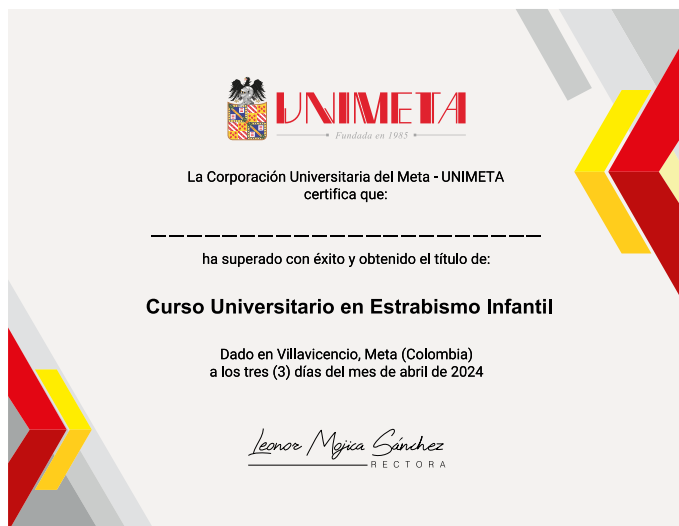 UNIMETA
Fundada en 1985
La Corporación Universitaria del Meta - UNIMETA
certifica que:
ha superado con éxito y obtenido el título de:
Curso Universitario en Estrabismo Infantil
Dado en Villavicencio, Meta (Colombia)
a los tres (3) días del mes de abril de 2024
Leonor Mojica Sánchez
RECTORA